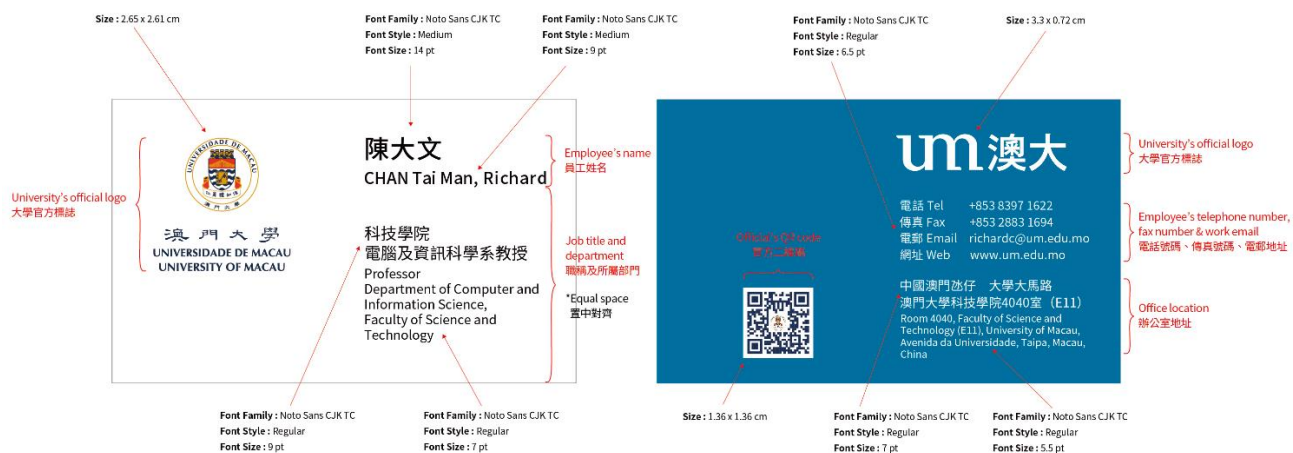 Size : 2.65 x 2.61 cm
Font Family : Noto Sans CJK TC
Font Style : Medium
Font Size : 14 pt
Font Family : Noto Sans CJK TC
Font Style : Medium
Font Size : 9 pt
Font Family : Noto Sans CJK TC
Font Style : Regular
Font Size : 6.5 pt
Size : 3.3 x 0.72 cm
University's official logo
大學官方標誌
UNIVERSIDADE DE MACAU
澳門大學
澳門大學
UNIVERSIDADE DE MACAU
UNIVERSITY OF MACAU
陳大文
CHAN Tai Man, Richard
Employee's name
員工姓名
科技學院
電腦及資訊科學系教授
Professor
Department of Computer and
Information Science,
Faculty of Science and
Technology
Job title and
department
職稱及所屬部門
*Equal space
置中對齊
Font Family : Noto Sans CJK TC
Font Style : Regular
Font Size : 9 pt
Font Family : Noto Sans CJK TC
Font Style : Regular
Font Size : 7 pt
um澳大
University's official logo
大學官方標誌
電話 Tel +853 8397 1622
傳真 Fax +853 2883 1694
電郵 Email richardc@um.edu.mo
網址 Web www.um.edu.mo
Employee's telephone number,
fax number & work email
電話號碼、傳真號碼、電郵地址
Official's QR code
官方二維碼
中國澳門氹仔 大學大馬路
澳門大學科技學院4040室（E11）
Room 4040, Faculty of Science and
Technology (E11), University of Macau,
Avenida da Universidade, Taipa, Macau,
China
Office location
辦公室地址
Size : 1.36 x 1.36 cm
Font Family : Noto Sans CJK TC
Font Style : Regular
Font Size : 7 pt
Font Family : Noto Sans CJK TC
Font Style : Regular
Font Size : 5.5 pt